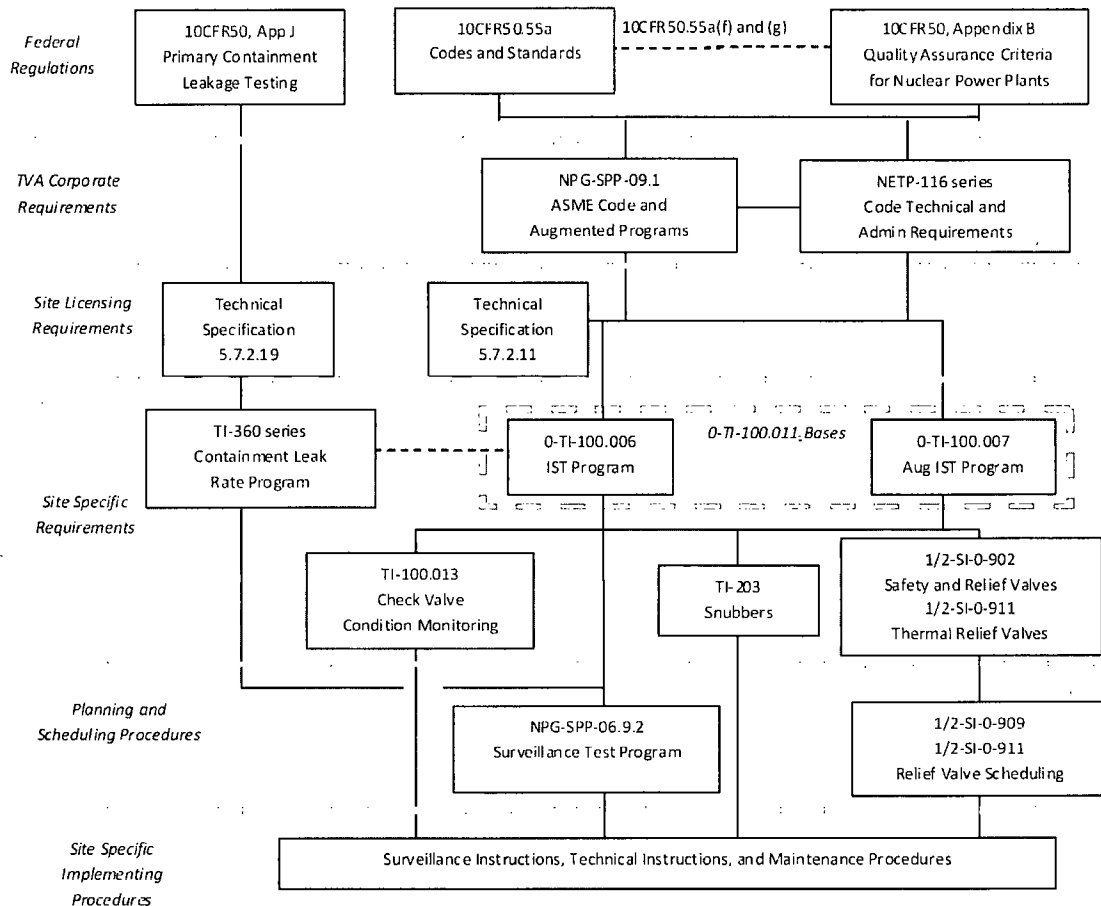 Federal
Regulations
10CFR50, App J
Primary Containment
Leakage Testing
10CFR50.55a
Codes and Standards
10CFR50.55a(f) and (g)
10CFR50, Appendix B
Quality Assurance Criteria
for Nuclear Power Plants
TVA Corporate
Requirements
NPG-SPP-09.1
ASME Code and
Augmented Programs
NETP-116 series
Code Technical and
Admin Requirements
Site Licensing
Requirements
Technical
Specification
5.7.2.19
Technical
Specification
5.7.2.11
Site Specific
Requirements
TI-360 series
Containment Leak
Rate Program
0-TI-100.006
IST Program
0-TI-100.011 Bases
0-TI-100.007
Aug IST Program
TI-100.013
Check Valve
Condition Monitoring
TI-203
Snubbers
1/2-SI-0-902
Safety and Relief Valves
1/2-SI-0-911
Thermal Relief Valves
Planning and
Scheduling Procedures
NPG-SPP-06.9.2
Surveillance Test Program
1/2-SI-0-909
1/2-SI-0-911
Relief Valve Scheduling
Site Specific
Implementing
Procedures
Surveillance Instructions, Technical Instructions, and Maintenance Procedures